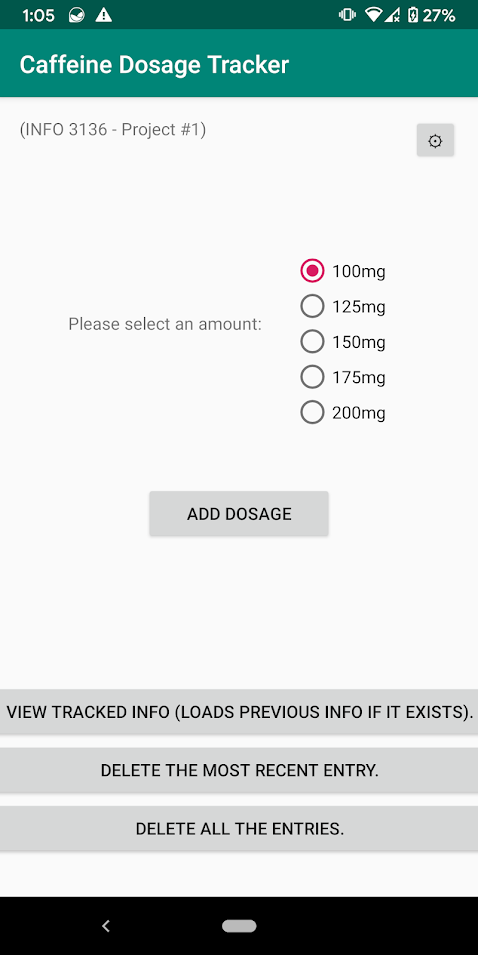 1:05 27%
Caffeine Dosage Tracker
(INFO 3136 - Project #1)
100mg
125mg
Please select an amount:
150mg
175mg
200mg
ADD DOSAGE
VIEW TRACKED INFO (LOADS PREVIOUS INFO IF IT EXISTS).
DELETE THE MOST RECENT ENTRY.
DELETE ALL THE ENTRIES.